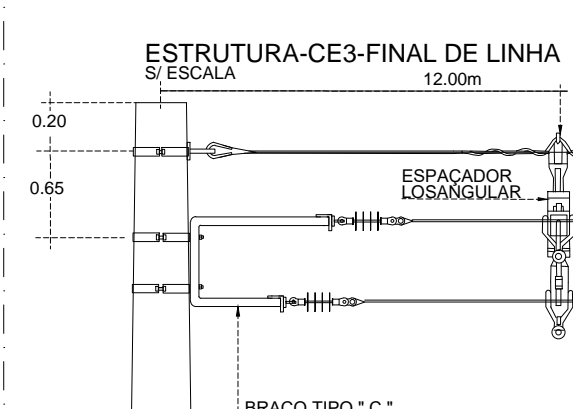 ESTRUTURA-CE3-FINAL DE LINHA
S/ ESCALA
12.00m
0.20
0.65
ESPAÇADOR
LOSANGULAR
BRAÇO TIPO " C "